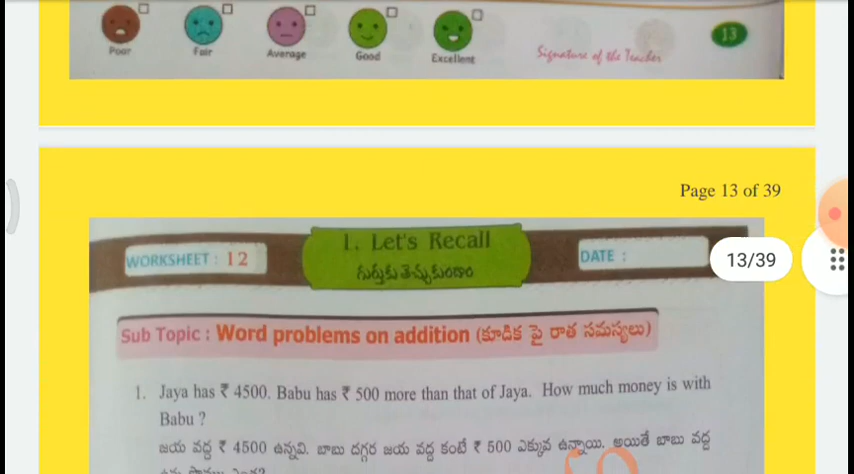 Poor Fair Average Good Excellent Signature of the Teacher 13
Page 13 of 39
1. Let's Recall
WORKSHEET : 12 గుర్తుకు తెచ్చుకుందాం DATE :
13/39
Sub Topic : Word problems on addition (కూడిక పై రాత సమస్యలు)
1. Jaya has ₹ 4500. Babu has ₹ 500 more than that of Jaya. How much money is with
Babu ?
జయ వద్ద ₹ 4500 ఉన్నవి. బాబు దగ్గర జయ వద్ద కంటే ₹ 500 ఎక్కువ ఉన్నాయి. అయితే బాబు వద్ద